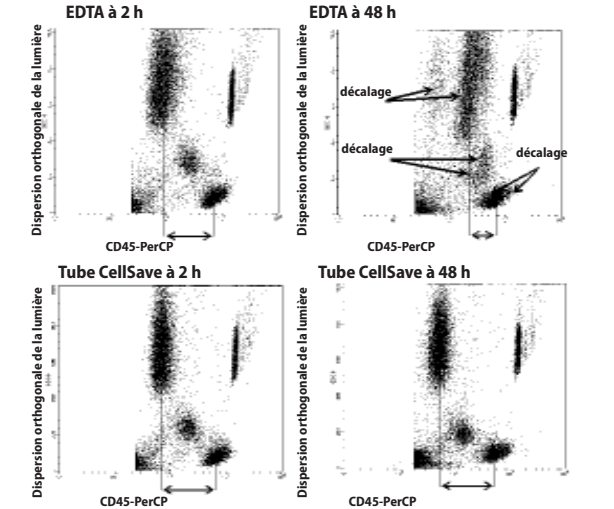 EDTA à 2 h
EDTA à 48 h
Dispersion orthogonale de la lumière
Dispersion orthogonale de la lumière
décalage
décalage
décalage
CD45-PerCP
CD45-PerCP
Tube CellSave à 2 h
Tube CellSave à 48 h
Dispersion orthogonale de la lumière
Dispersion orthogonale de la lumière
CD45-PerCP
CD45-PerCP